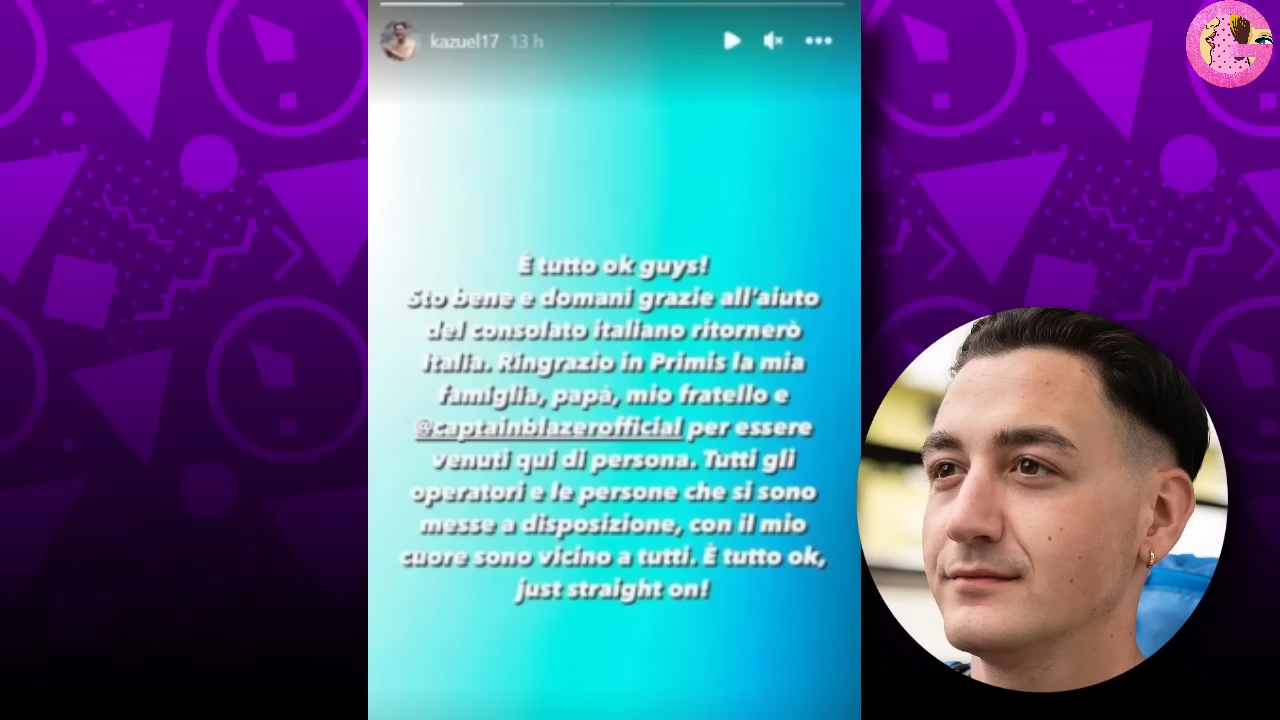 kazuel17 13 h
È tutto ok guys!
Sto bene e domani grazie all'aiuto
del consolato italiano ritornerò
Italia. Ringrazio in Primis la mia
famiglia, papà, mio fratello e
@captainblazerofficial per essere
venuti qui di persona. Tutti gli
operatori e le persone che si sono
messe a disposizione, con il mio
cuore sono vicino a tutti. È tutto ok,
just straight on!